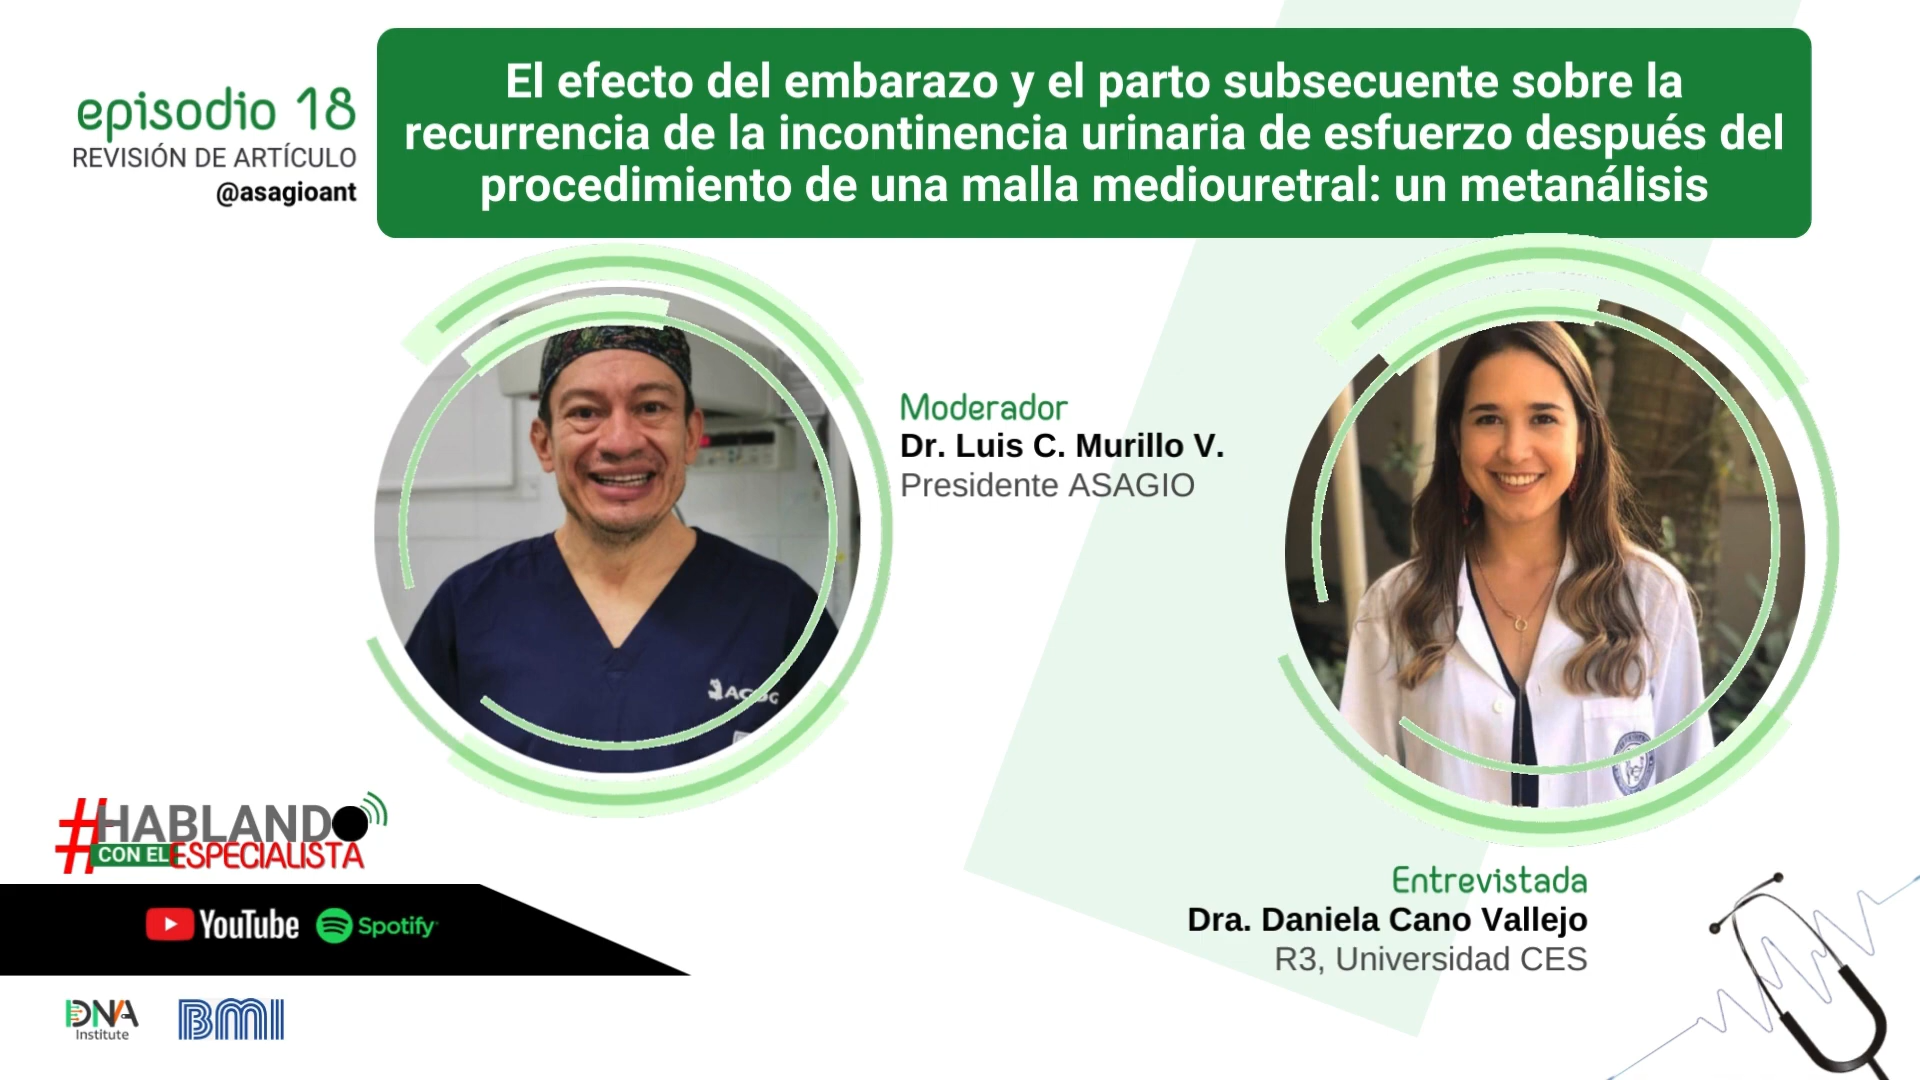 episodio 18
REVISIÓN DE ARTÍCULO
@asagioant
El efecto del embarazo y el parto subsecuente sobre la
recurrencia de la incontinencia urinaria de esfuerzo después del
procedimiento de una malla mediouretral: un metanálisis
Moderador
Dr. Luis C. Murillo V.
Presidente ASAGIO
ACOG
Entrevistada
Dra. Daniela Cano Vallejo
R3, Universidad CES
#HABLANDO
CON EL ESPECIALISTA
YouTube Spotify
DNA
Institute
BMI